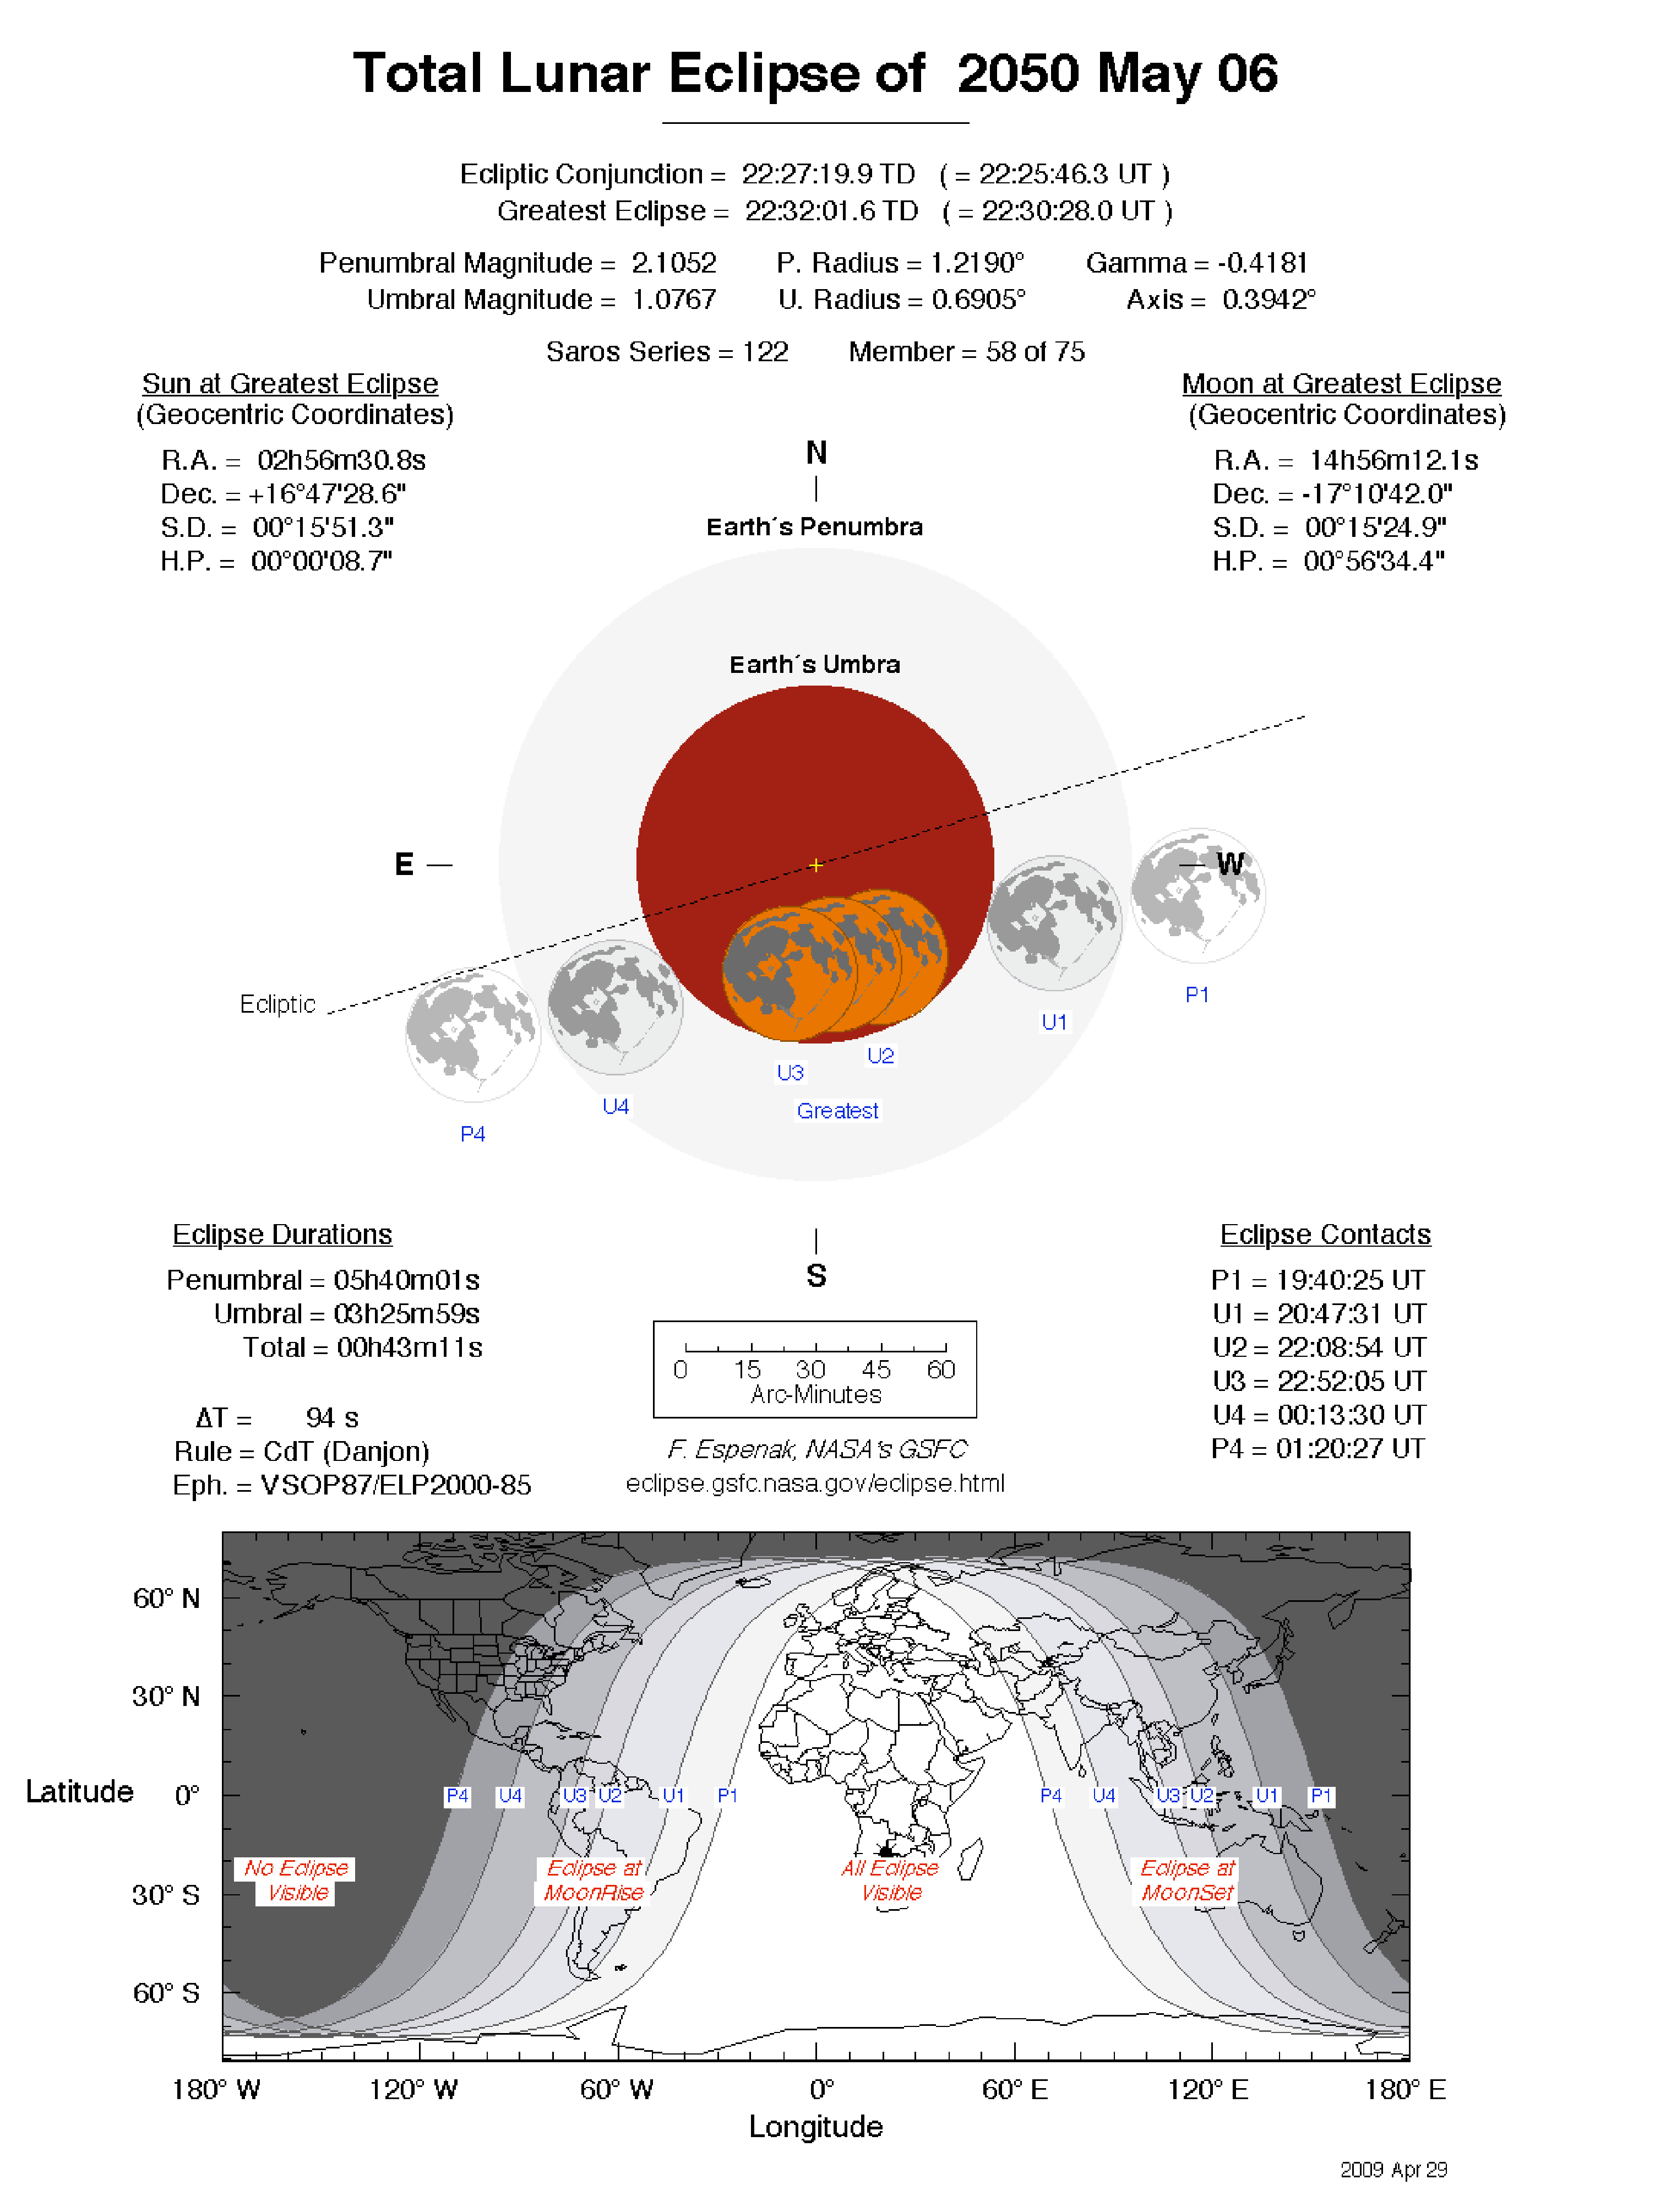 Total Lunar Eclipse of 2050 May 06
Ecliptic Conjunction = 22:27:19.9 TD ( = 22:25:46.3 UT )
Greatest Eclipse = 22:32:01.6 TD ( = 22:30:28.0 UT )
Penumbral Magnitude = 2.1052 P. Radius = 1.2190° Gamma = -0.4181
Umbral Magnitude = 1.0767 U. Radius = 0.6905° Axis = 0.3942°
Saros Series = 122 Member = 58 of 75
Sun at Greatest Eclipse
(Geocentric Coordinates)
R.A. = 02h56m30.8s
Dec. = +16°47'28.6"
S.D. = 00°15'51.3"
H.P. = 00°00'08.7"
Moon at Greatest Eclipse
(Geocentric Coordinates)
R.A. = 14h56m12.1s
Dec. = -17°10'42.0"
S.D. = 00°15'24.9"
H.P. = 00°56'34.4"
N
Earth´s Penumbra
Earth´s Umbra
E
W
Ecliptic
P1
U1
U2
U3
Greatest
U4
P4
S
Eclipse Durations
Penumbral = 05h40m01s
Umbral = 03h25m59s
Total = 00h43m11s
ΔT = 94 s
Rule = CdT (Danjon)
Eph. = VSOP87/ELP2000-85
0 15 30 45 60
Arc-Minutes
F. Espenak, NASA's GSFC
eclipse.gsfc.nasa.gov/eclipse.html
Eclipse Contacts
P1 = 19:40:25 UT
U1 = 20:47:31 UT
U2 = 22:08:54 UT
U3 = 22:52:05 UT
U4 = 00:13:30 UT
P4 = 01:20:27 UT
60° N
30° N
Latitude 0°
30° S
60° S
P4 U4 U3 U2 U1 P1 P4 U4 U3 U2 U1 P1
No Eclipse
Visible
Eclipse at
MoonRise
All Eclipse
Visible
Eclipse at
MoonSet
180° W 120° W 60° W 0° 60° E 120° E 180° E
Longitude
2009 Apr 29